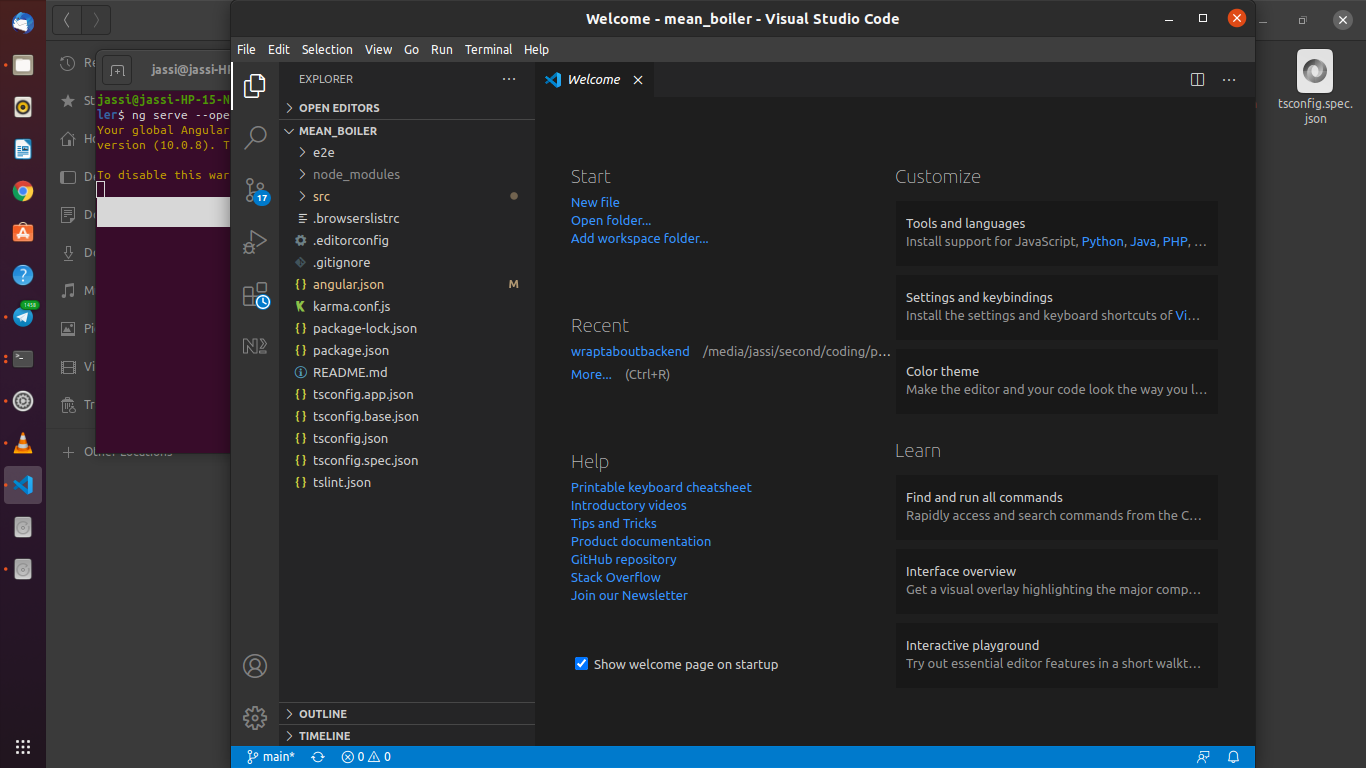 Welcome - mean_boiler - Visual Studio Code
File Edit Selection View Go Run Terminal Help
EXPLORER
OPEN EDITORS
MEAN_BOILER
e2e
node_modules
src
.browserslistrc
.editorconfig
.gitignore
angular.json M
karma.conf.js
package-lock.json
package.json
README.md
tsconfig.app.json
tsconfig.base.json
tsconfig.json
tsconfig.spec.json
tslint.json
OUTLINE
TIMELINE
17
Welcome
Start
New file
Open folder...
Add workspace folder...
Recent
wraptaboutbackend /media/jassi/second/coding/p...
More... (Ctrl+R)
Help
Printable keyboard cheatsheet
Introductory videos
Tips and Tricks
Product documentation
GitHub repository
Stack Overflow
Join our Newsletter
Show welcome page on startup
Customize
Tools and languages
Install support for JavaScript, Python, Java, PHP, ...
Settings and keybindings
Install the settings and keyboard shortcuts of Vi...
Color theme
Make the editor and your code look the way you l...
Learn
Find and run all commands
Rapidly access and search commands from the C...
Interface overview
Get a visual overlay highlighting the major comp...
Interactive playground
Try out essential editor features in a short walkt...
main* 0 0
jassi@jassi-HP
jassi@jassi-HP-15-N
ler$ ng serve --ope
Your global Angular
version (10.0.8). T
To disable this war
Other Locations
tsconfig.spec.
json
1458